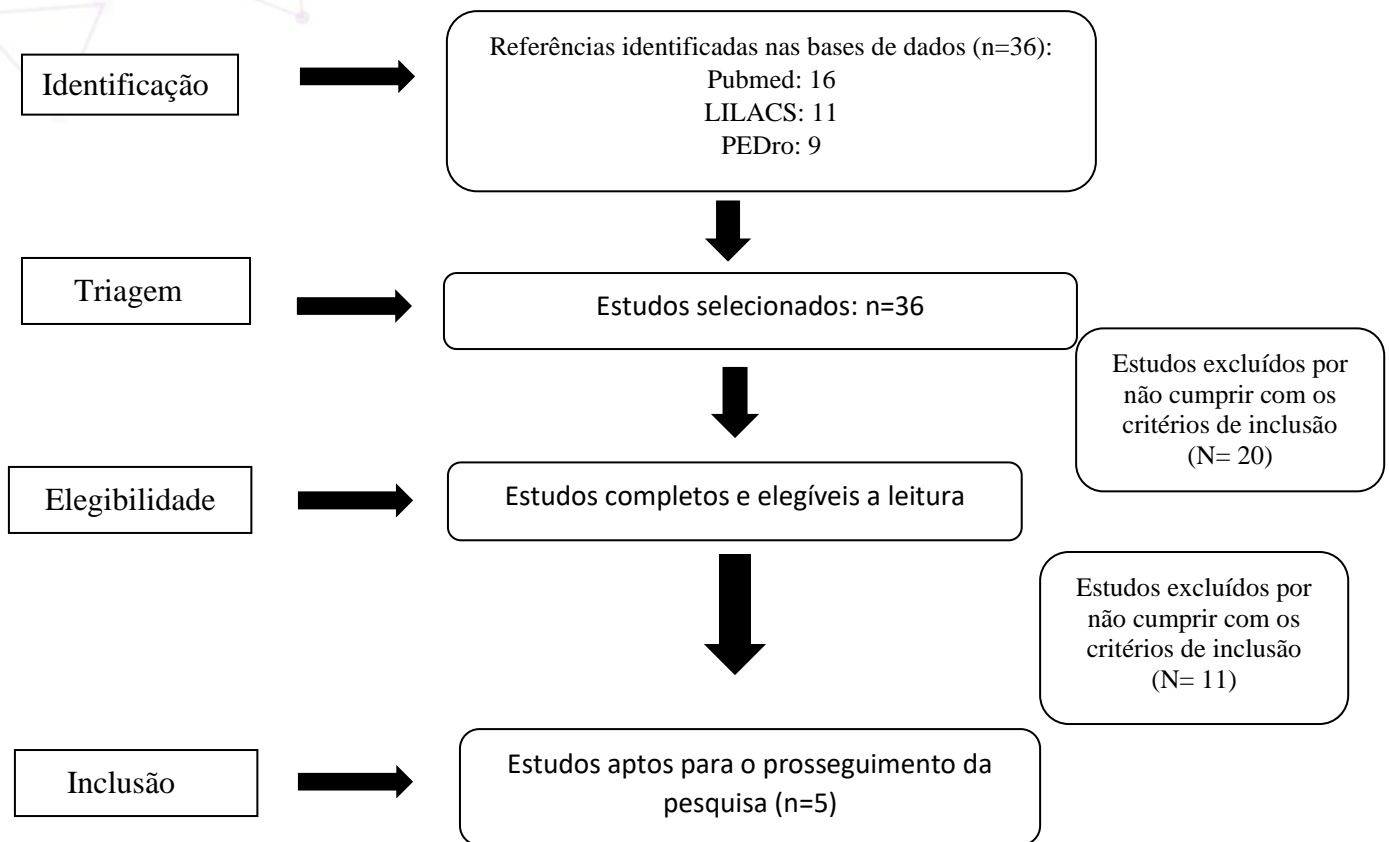 Identificação
Referências identificadas nas bases de dados (n=36):
Pubmed: 16
LILACS: 11
PEDro: 9
Triagem
Estudos selecionados: n=36
Estudos excluídos por
não cumprir com os
critérios de inclusão
(N= 20)
Elegibilidade
Estudos completos e elegíveis a leitura
Estudos excluídos por
não cumprir com os
critérios de inclusão
(N= 11)
Inclusão
Estudos aptos para o prosseguimento da
pesquisa (n=5)